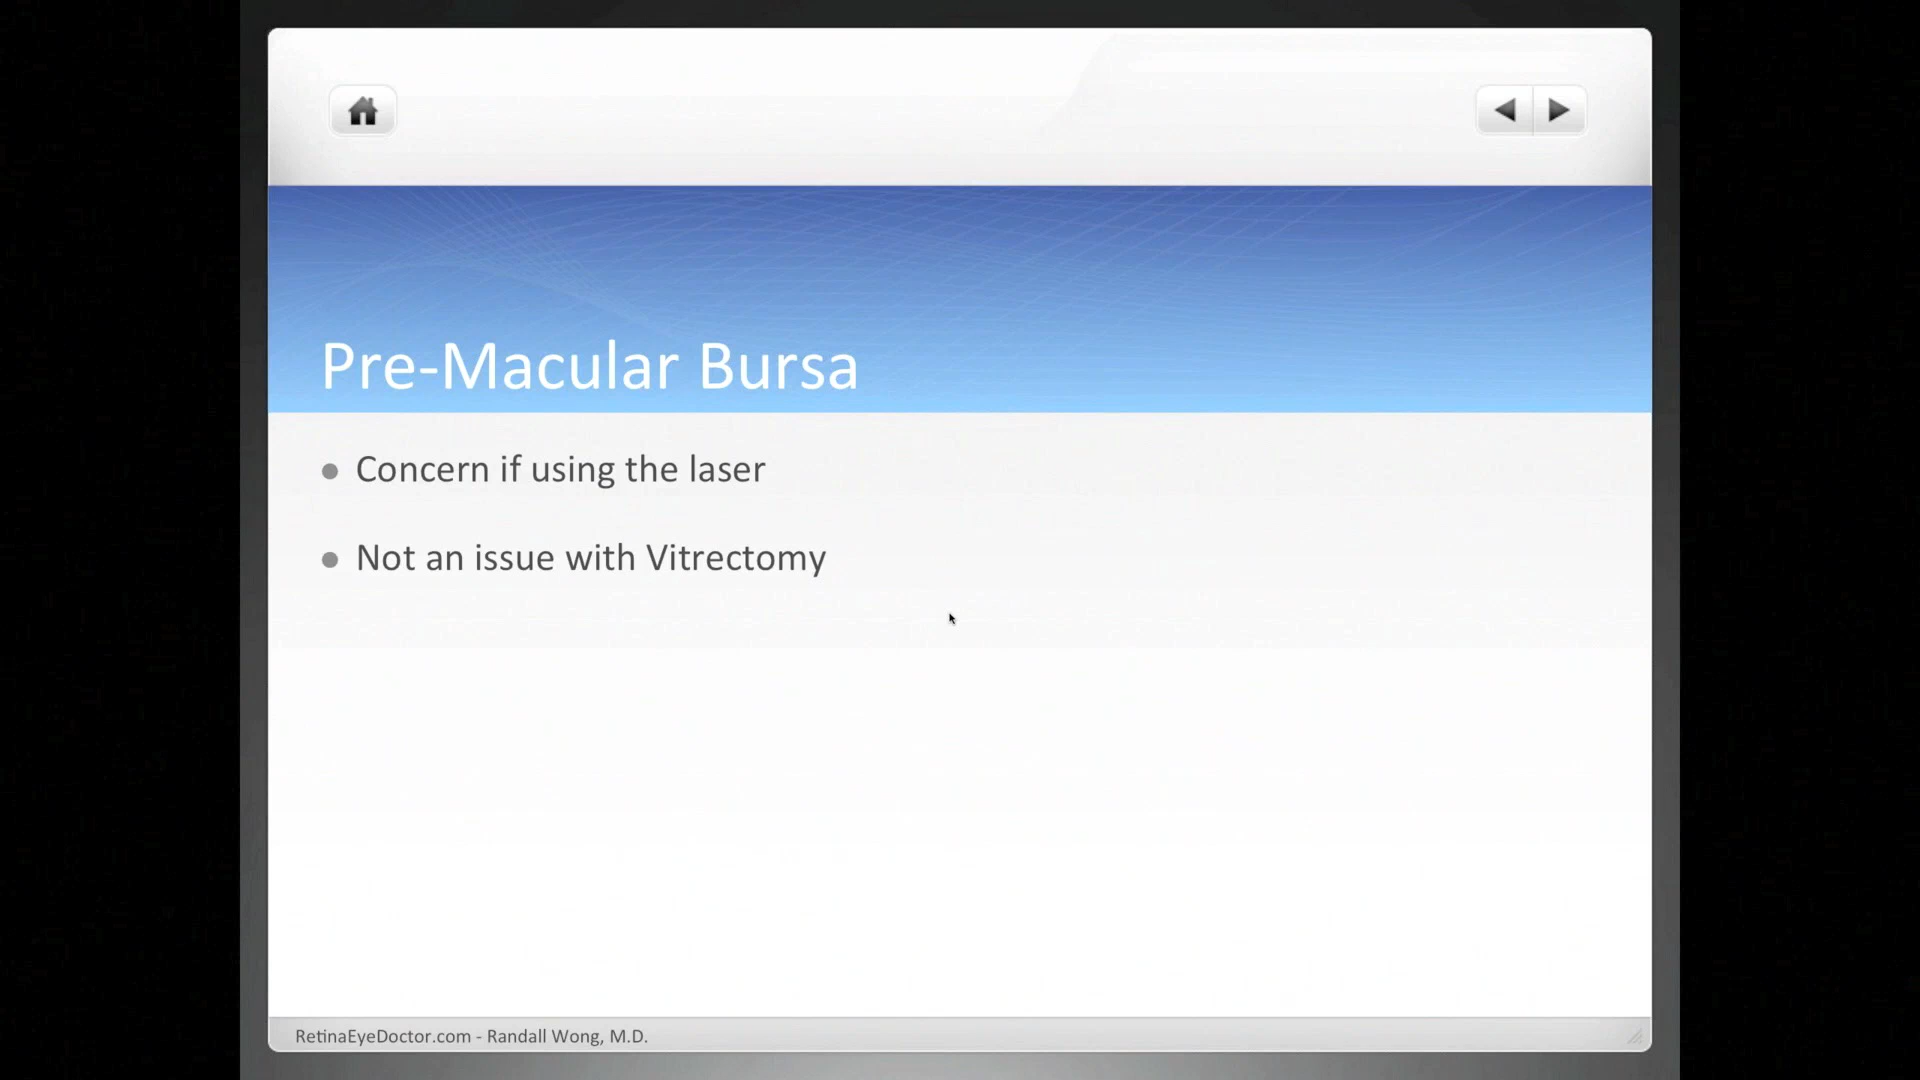 Pre-Macular Bursa
Concern if using the laser
Not an issue with Vitrectomy
RetinaEyeDoctor.com - Randall Wong, M.D.